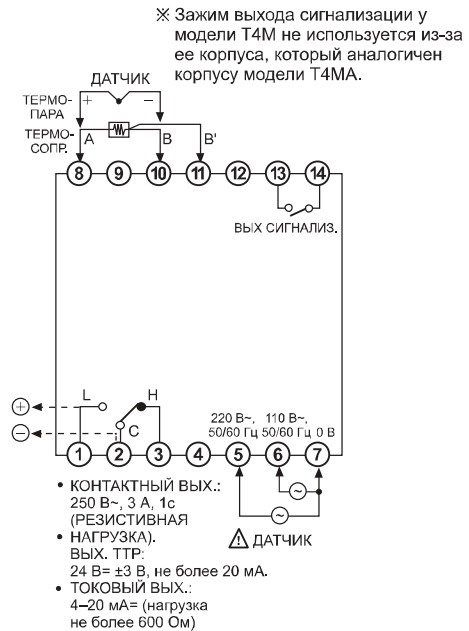 ※ Зажим выхода сигнализации у
модели T4M не используется из-за
ее корпуса, который аналогичен
корпусу модели T4MA.
ДАТЧИК
ТЕРМО-
ПАРА
+ −
ТЕРМО-
СОПР.
A B B'
8 9 10 11 12 13 14
ВЫХ СИГНАЛИЗ.
L H
+
− C
220 В~, 110 В~,
50/60 Гц 50/60 Гц 0 В
1 2 3 4 5 6 7
• КОНТАКТНЫЙ ВЫХ.:
250 В~, 3 А, 1с
(РЕЗИСТИВНАЯ
• НАГРУЗКА).
ВЫХ. ТТР:
24 В= ±3 В, не более 20 мА.
• ТОКОВЫЙ ВЫХ.:
4–20 мА= (нагрузка
не более 600 Ом)
~
~
! ДАТЧИК